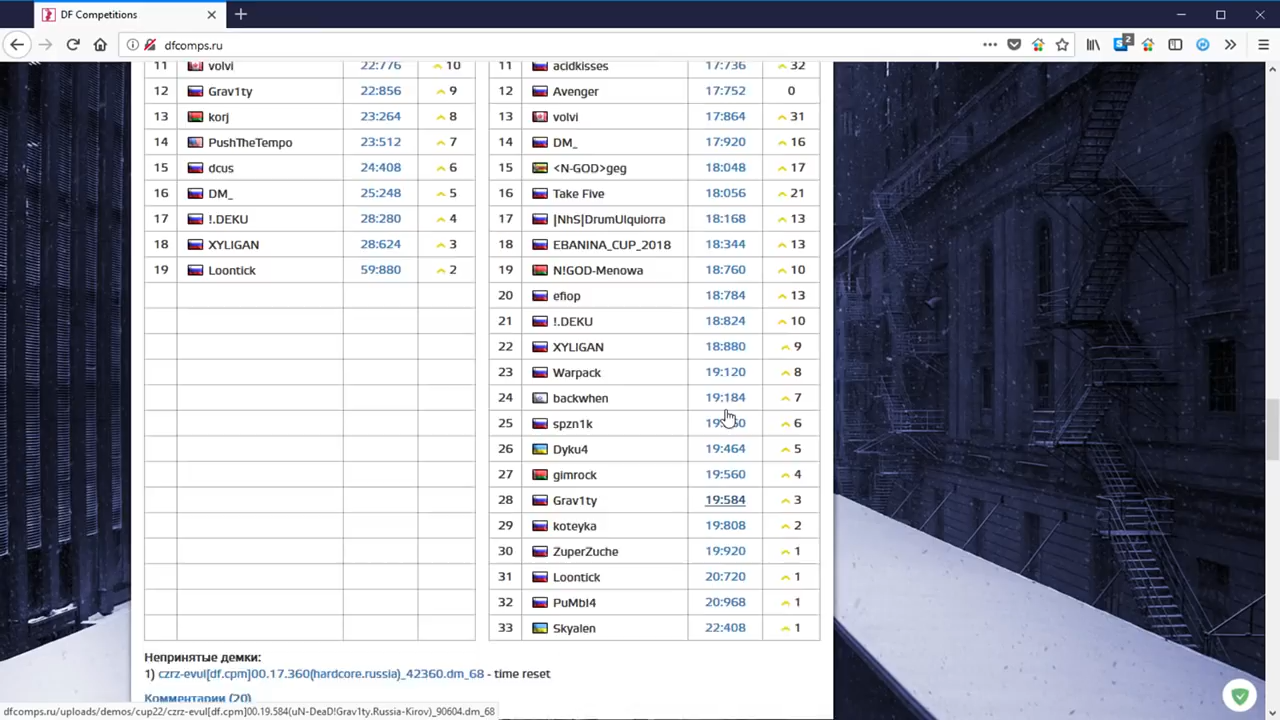 DF Competitions
dfcomps.ru
2
11 volvi 22:776 10
12 Grav1ty 22:856 9
13 korj 23:264 8
14 PushTheTempo 23:512 7
15 dcus 24:408 6
16 DM_ 25:248 5
17 !.DEKU 28:280 4
18 XYLIGAN 28:624 3
19 Loontick 59:880 2
11 acidkisses 17:736 32
12 Avenger 17:752 0
13 volvi 17:864 31
14 DM_ 17:920 16
15 <N-GOD>geg 18:048 17
16 Take Five 18:056 21
17 |NhS|DrumUlquiorra 18:168 13
18 EBANINA_CUP_2018 18:344 13
19 N!GOD-Menowa 18:760 10
20 efiop 18:784 13
21 !.DEKU 18:824 10
22 XYLIGAN 18:880 9
23 Warpack 19:120 8
24 backwhen 19:184 7
25 spzn1k 6
26 Dyku4 19:464 5
27 gimrock 19:560 4
28 Grav1ty 19:584 3
29 koteyka 19:808 2
30 ZuperZuche 19:920 1
31 Loontick 20:720 1
32 PuMbl4 20:968 1
33 Skyalen 22:408 1
Непринятые демки:
1) czrz-evul[df.cpm]00.17.360(hardcore.russia)_42360.dm_68 - time reset
Комментарии (20)
dfcomps.ru/uploads/demos/cup22/czrz-evul[df.cpm]00.19.584(uN-DeaD!Grav1ty.Russia-Kirov)_90604.dm_68